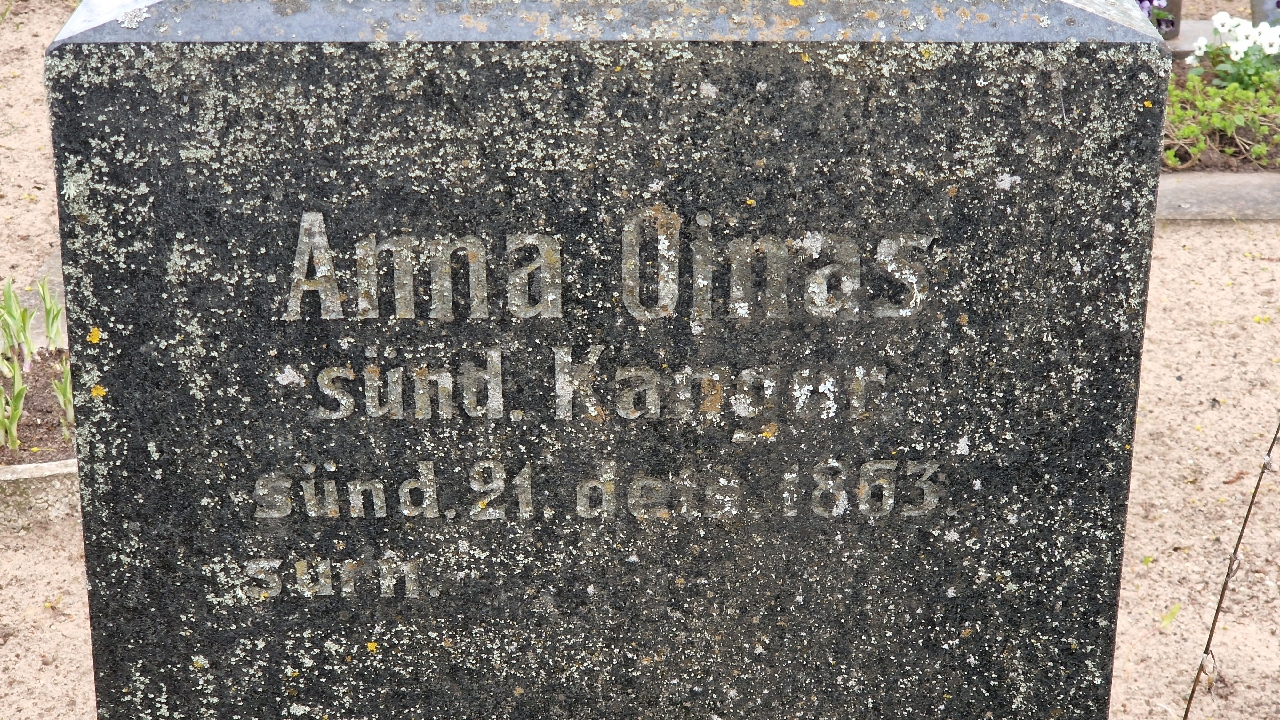 Anna Oinas
sünd. Kangur
sünd. 21. dets. 1863.
surn.